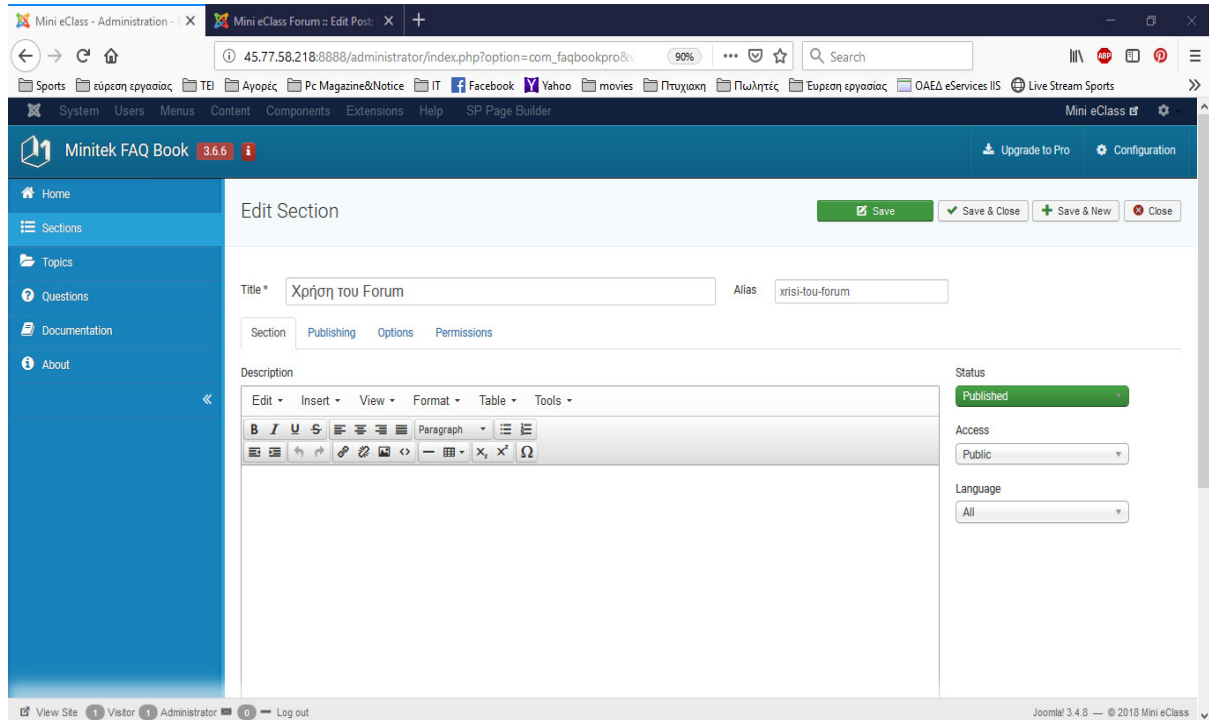 Mini eClass - Administration -
Mini eClass Forum :: Edit Post:
45.77.58.218:8888/administrator/index.php?option=com_faqbookpro&
90%
Search
ABP
Sports εύρεση εργασίας TEI Αγορές Pc Magazine&Notice IT Facebook Yahoo movies Πτυχιακη Πωλητές Έυρεση εργασίας ΟΑΕΔ eServices IIS Live Stream Sports
System Users Menus Content Components Extensions Help SP Page Builder Mini eClass
Minitek FAQ Book 3.6.6 i Upgrade to Pro Configuration
Home
Sections
Topics
Questions
Documentation
About
Edit Section
Save Save & Close Save & New Close
Title * Χρήση του Forum Alias xrisi-tou-forum
Section Publishing Options Permissions
Description
Edit Insert View Format Table Tools
B I U S Paragraph
X₂ X² Ω
Status
Published
Access
Public
Language
All
View Site 1 Visitor 1 Administrator 0 Log out Joomla! 3.4.8 — © 2018 Mini eClass